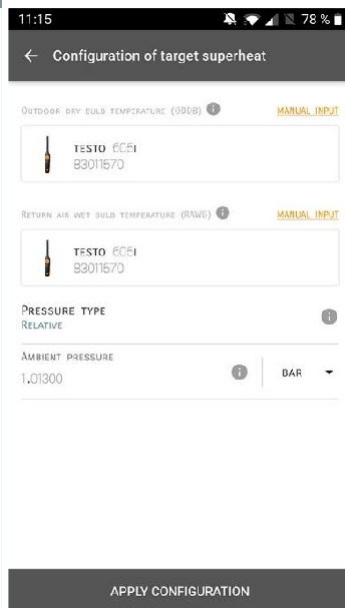 11:15
78 %
Configuration of target superheat
OUTDOOR DRY BULB TEMPERATURE (ODDB)
MANUAL INPUT
TESTO 605I
83011570
RETURN AIR WET BULB TEMPERATURE (RAWB)
MANUAL INPUT
TESTO 605I
83011570
PRESSURE TYPE
RELATIVE
AMBIENT PRESSURE
1.01300
BAR
APPLY CONFIGURATION